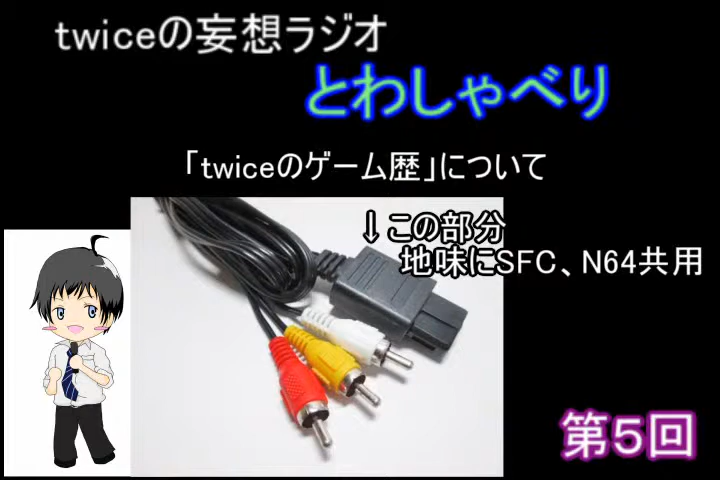 twiceの妄想ラジオ
とわしゃべり
「twiceのゲーム歴」について
↓この部分
地味にSFC、N64共用
第5回